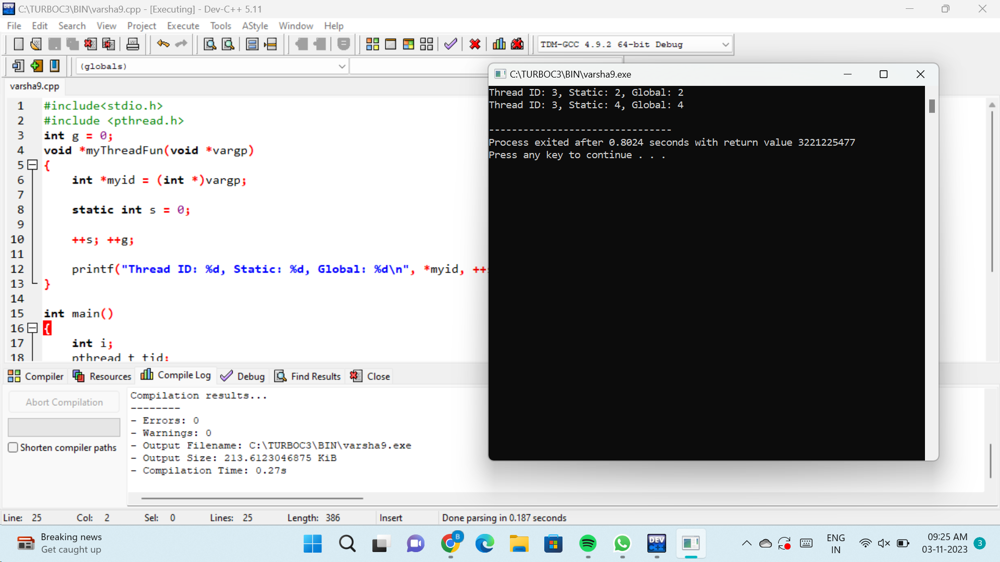 C:\TURBOC3\BIN\varsha9.cpp - [Executing] - Dev-C++ 5.11
File Edit Search View Project Execute Tools AStyle Window Help
TDM-GCC 4.9.2 64-bit Debug
(globals)
varsha9.cpp
1 #include<stdio.h>
2 #include <pthread.h>
3 int g = 0;
4 void *myThreadFun(void *vargp)
5 {
6 int *myid = (int *)vargp;
7
8 static int s = 0;
9
10 ++s; ++g;
11
12 printf("Thread ID: %d, Static: %d, Global: %d\n", *myid, ++
13 }
14
15 int main()
16 {
17 int i;
18 pthread_t tid;
C:\TURBOC3\BIN\varsha9.exe
Thread ID: 3, Static: 2, Global: 2
Thread ID: 3, Static: 4, Global: 4
--------------------------------
Process exited after 0.8024 seconds with return value 3221225477
Press any key to continue . . .
Compiler Resources Compile Log Debug Find Results Close
Abort Compilation
Shorten compiler paths
Compilation results...
--------
- Errors: 0
- Warnings: 0
- Output Filename: C:\TURBOC3\BIN\varsha9.exe
- Output Size: 213.6123046875 KiB
- Compilation Time: 0.27s
Line: 25 Col: 2 Sel: 0 Lines: 25 Length: 386 Insert Done parsing in 0.187 seconds
Breaking news
Get caught up
B
DEV
C++
ENG
IN
09:25 AM
03-11-2023
3